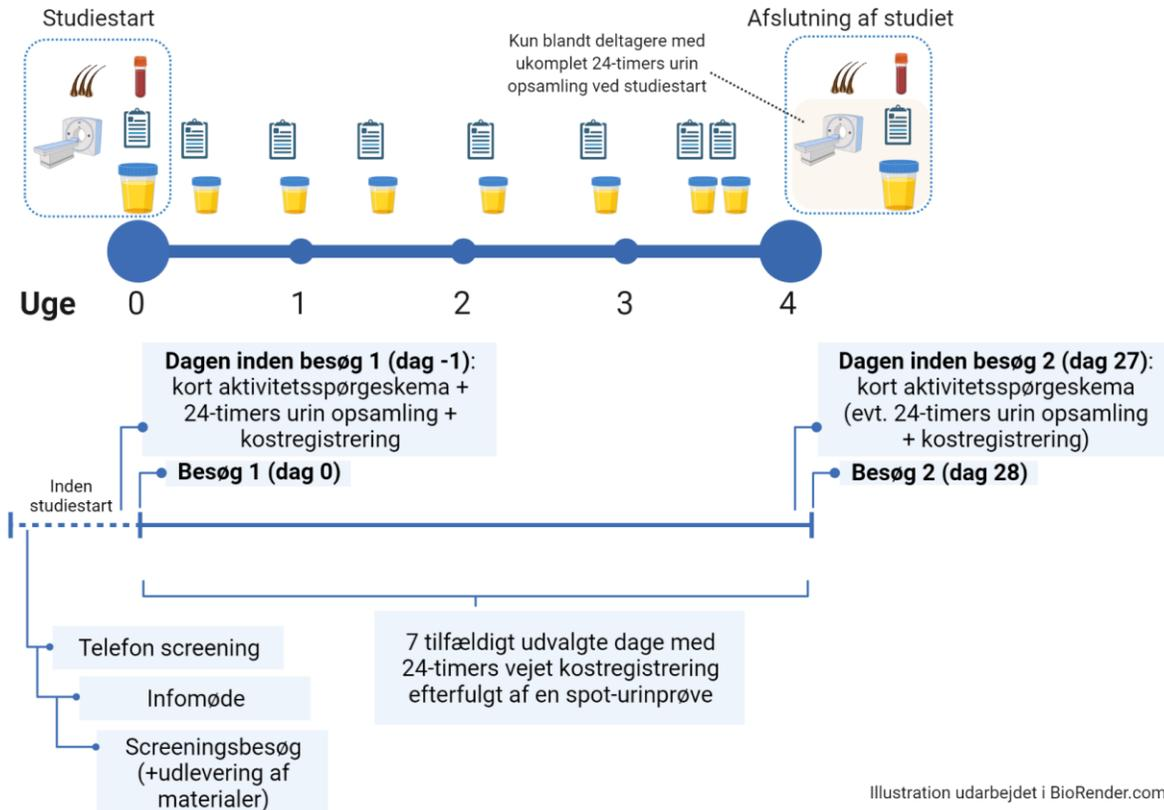 Studiestart
Afslutning af studiet
Kun blandt deltagere med
ukomplet 24-timers urin
opsamling ved studiestart
Uge 0 1 2 3 4
Dagen inden besøg 1 (dag -1):
kort aktivitetsspørgeskema +
24-timers urin opsamling +
kostregistrering
Besøg 1 (dag 0)
Dagen inden besøg 2 (dag 27):
kort aktivitetsspørgeskema
(evt. 24-timers urin opsamling
+ kostregistrering)
Besøg 2 (dag 28)
Inden
studiestart
Telefon screening
Infomøde
Screeningsbesøg
(+udlevering af
materialer)
7 tilfældigt udvalgte dage med
24-timers vejet kostregistrering
efterfulgt af en spot-urinprøve
Illustration udarbejdet i BioRender.com